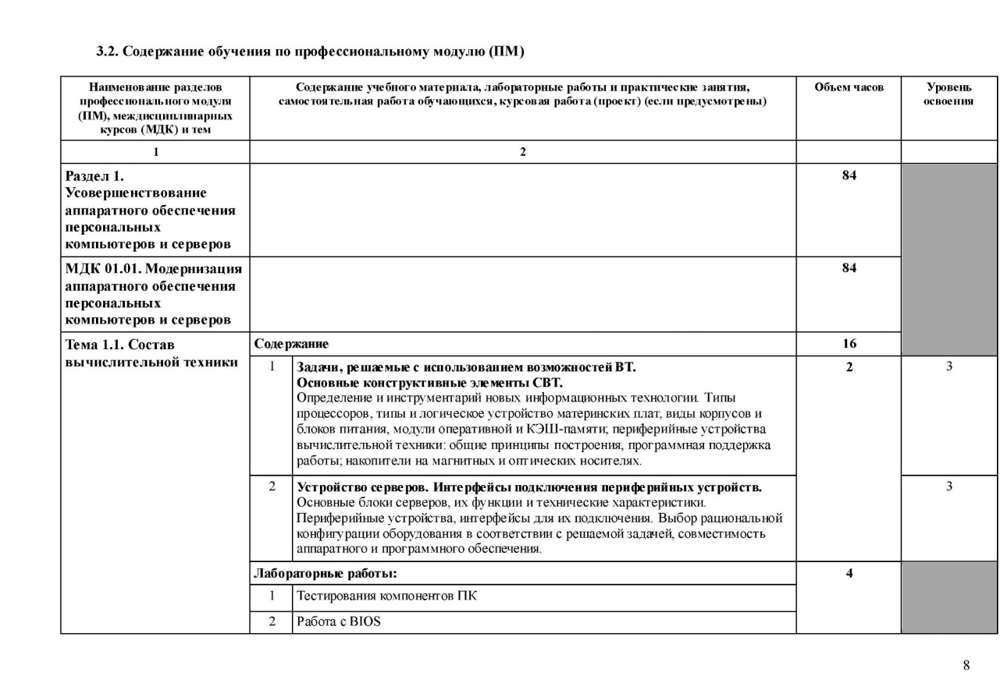 3.2. Содержание обучения по профессиональному модулю (ПМ)
Наименование разделов
профессионального модуля
(ПМ), междисциплинарных
курсов (МДК) и тем
Содержание учебного материала, лабораторные работы и практические занятия,
самостоятельная работа обучающихся, курсовая работа (проект) (если предусмотрены)
Объем часов
Уровень
освоения
1
2
Раздел 1.
Усовершенствование
аппаратного обеспечения
персональных
компьютеров и серверов
84
МДК 01.01. Модернизация
аппаратного обеспечения
персональных
компьютеров и серверов
84
Тема 1.1. Состав
вычислительной техники
Содержание
16
1
Задачи, решаемые с использованием возможностей ВТ.
Основные конструктивные элементы СВТ.
Определение и инструментарий новых информационных технологии. Типы
процессоров, типы и логическое устройство материнских плат, виды корпусов и
блоков питания, модули оперативной и КЭШ-памяти; периферийные устройства
вычислительной техники: общие принципы построения, программная поддержка
работы; накопители на магнитных и оптических носителях.
2
3
2
Устройство серверов. Интерфейсы подключения периферийных устройств.
Основные блоки серверов, их функции и технические характеристики.
Периферийные устройства, интерфейсы для их подключения. Выбор рациональной
конфигурации оборудования в соответствии с решаемой задачей, совместимость
аппаратного и программного обеспечения.
3
Лабораторные работы:
4
1
Тестирования компонентов ПК
2
Работа с BIOS
8